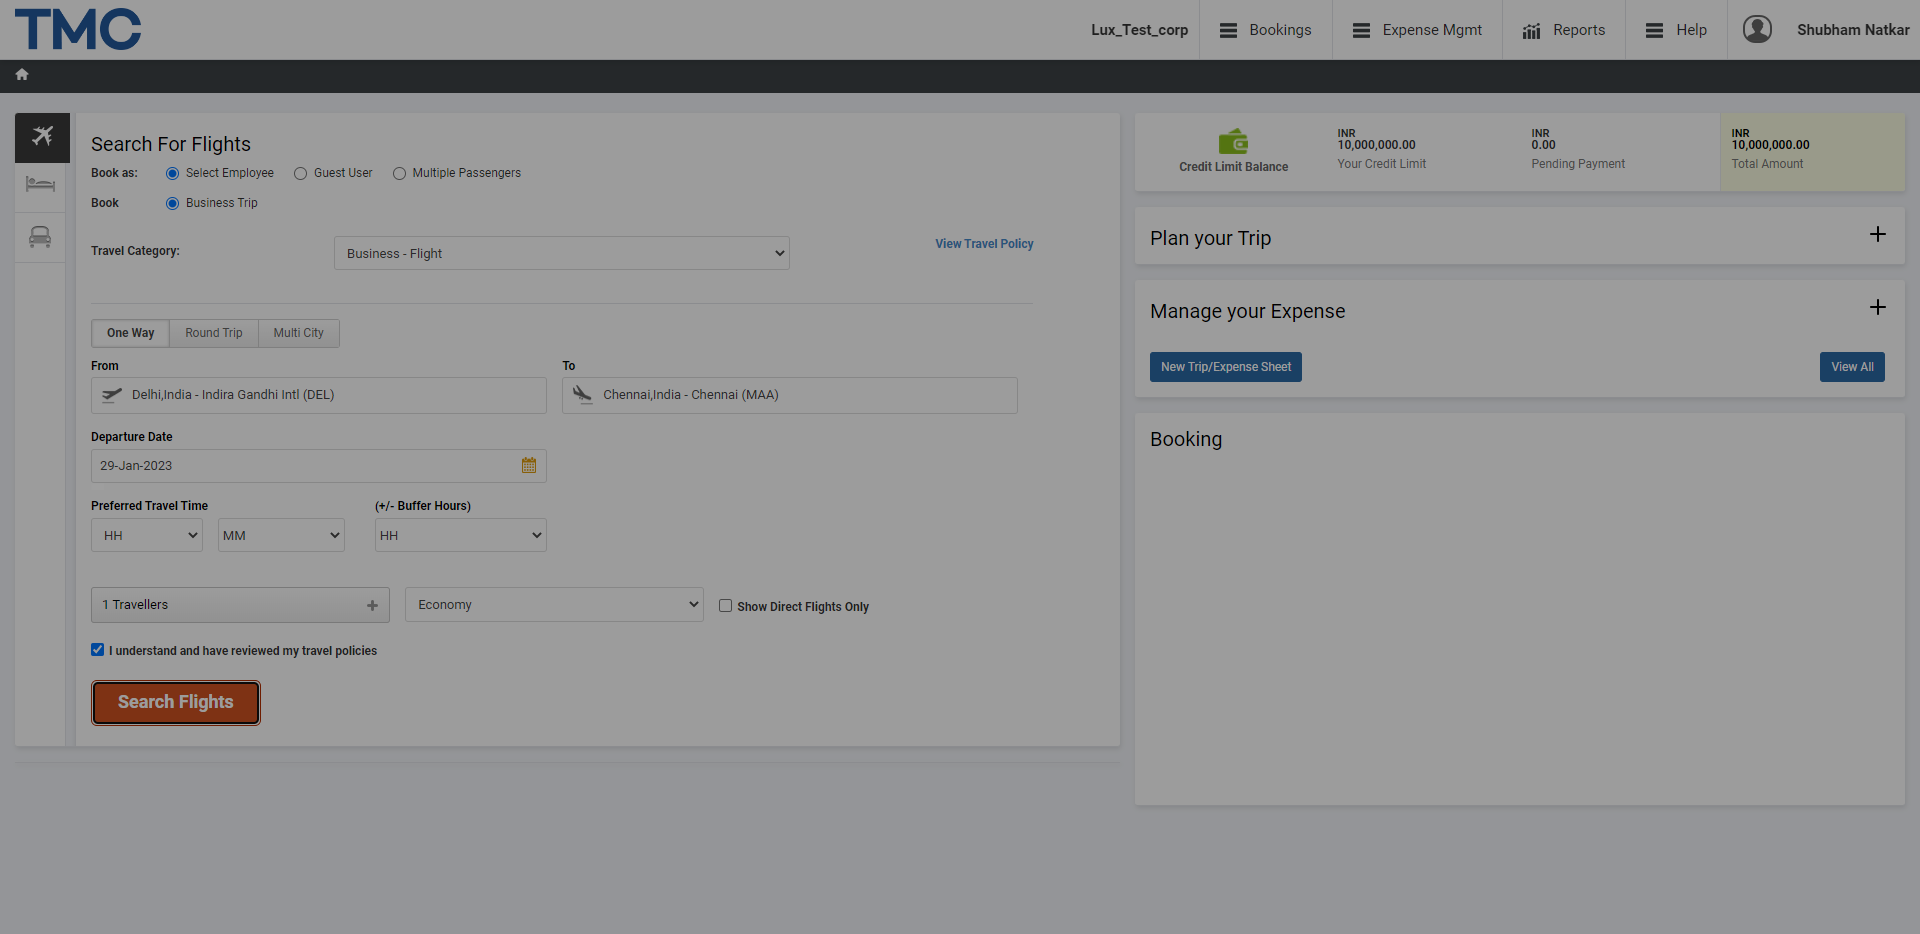 TMC
Lux_Test_corp
Bookings
Expense Mgmt
Reports
Help
Shubham Natkar
Search For Flights
Book as:
Select Employee
Guest User
Multiple Passengers
Book
Business Trip
Travel Category:
Business - Flight
View Travel Policy
One Way
Round Trip
Multi City
From
To
Delhi,India - Indira Gandhi Intl (DEL)
Chennai,India - Chennai (MAA)
Departure Date
29-Jan-2023
Preferred Travel Time
(+/- Buffer Hours)
HH
MM
HH
1 Travellers
Economy
Show Direct Flights Only
I understand and have reviewed my travel policies
Search Flights
Credit Limit Balance
INR
10,000,000.00
Your Credit Limit
INR
0.00
Pending Payment
INR
10,000,000.00
Total Amount
Plan your Trip
Manage your Expense
New Trip/Expense Sheet
View All
Booking